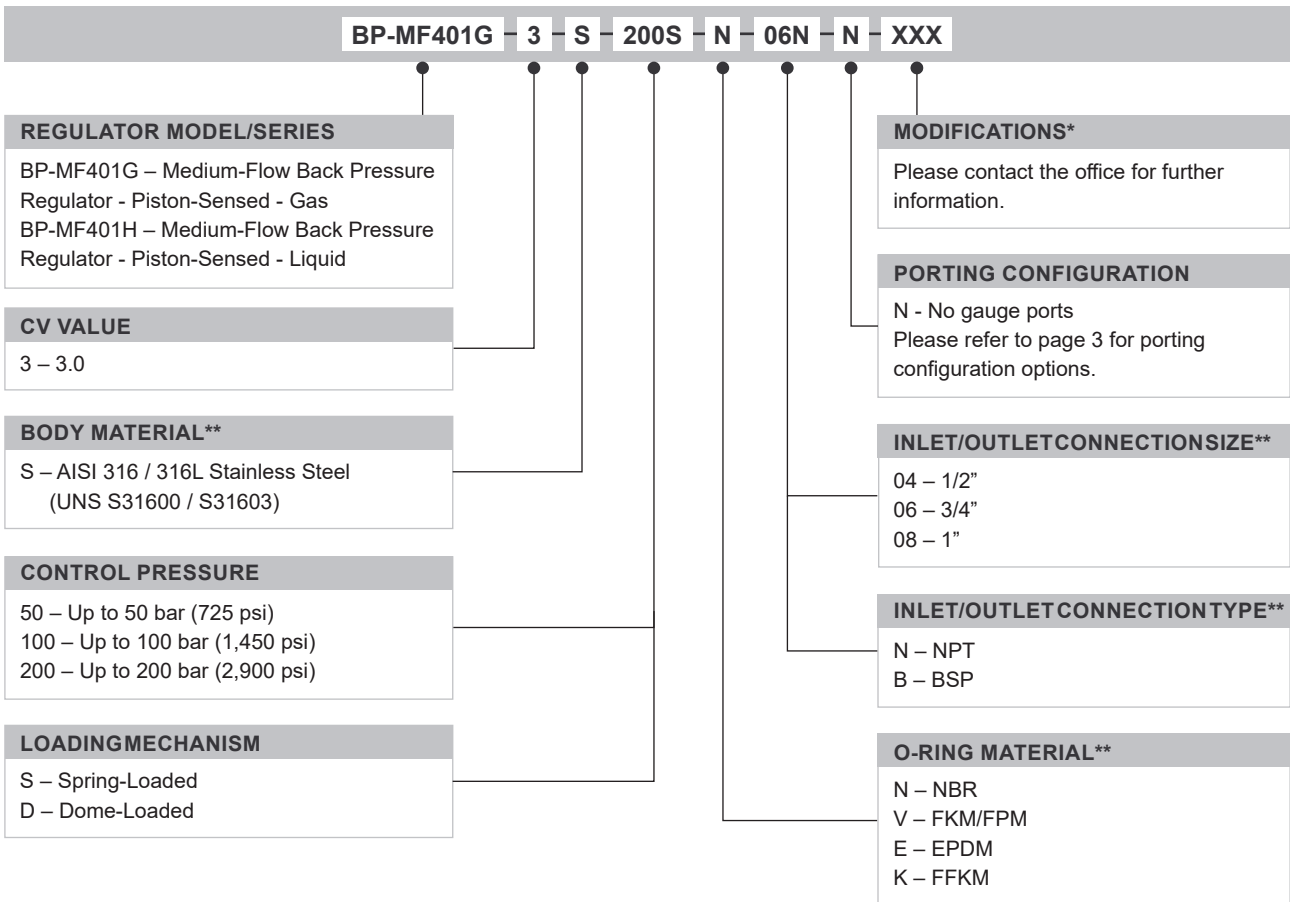 BP-MF401G - 3 - S - 200S - N - 06N - N - XXX
REGULATOR MODEL/SERIES
BP-MF401G – Medium-Flow Back Pressure
Regulator - Piston-Sensed - Gas
BP-MF401H – Medium-Flow Back Pressure
Regulator - Piston-Sensed - Liquid
CV VALUE
3 – 3.0
BODY MATERIAL**
S – AISI 316 / 316L Stainless Steel
(UNS S31600 / S31603)
CONTROL PRESSURE
50 – Up to 50 bar (725 psi)
100 – Up to 100 bar (1,450 psi)
200 – Up to 200 bar (2,900 psi)
LOADINGMECHANISM
S – Spring-Loaded
D – Dome-Loaded
MODIFICATIONS*
Please contact the office for further
information.
PORTING CONFIGURATION
N - No gauge ports
Please refer to page 3 for porting
configuration options.
INLET/OUTLETCONNECTIONSIZE**
04 – 1/2”
06 – 3/4”
08 – 1”
INLET/OUTLETCONNECTIONTYPE**
N – NPT
B – BSP
O-RING MATERIAL**
N – NBR
V – FKM/FPM
E – EPDM
K – FFKM